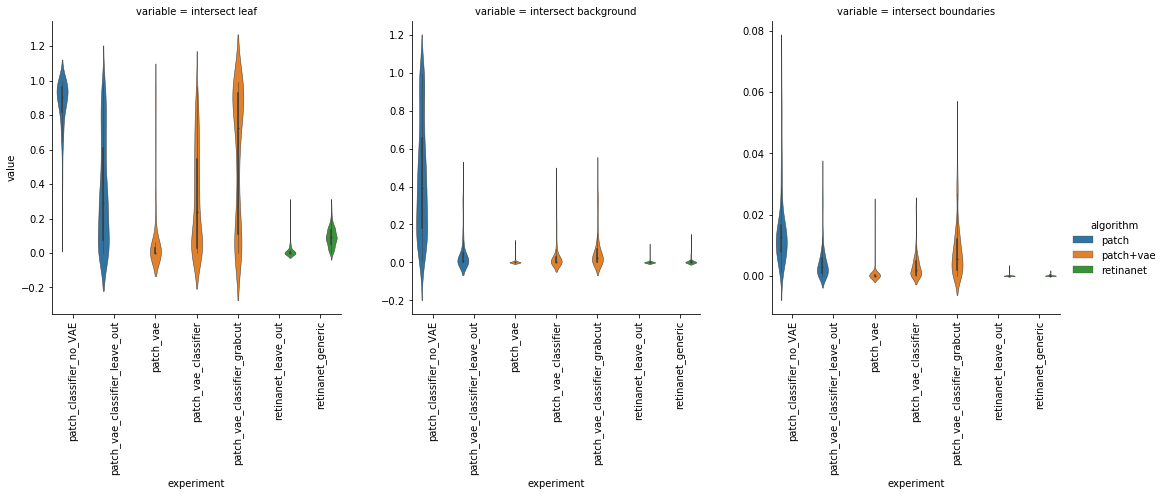 variable = intersect leaf
variable = intersect background
variable = intersect boundaries
value
1.2
1.0
0.8
0.6
0.4
0.2
0.0
−0.2
1.2
1.0
0.8
0.6
0.4
0.2
0.0
−0.2
0.08
0.06
0.04
0.02
0.00
patch_classifier_no_VAE
patch_vae_classifier_leave_out
patch_vae
patch_vae_classifier
patch_vae_classifier_grabcut
retinanet_leave_out
retinanet_generic
patch_classifier_no_VAE
patch_vae_classifier_leave_out
patch_vae
patch_vae_classifier
patch_vae_classifier_grabcut
retinanet_leave_out
retinanet_generic
patch_classifier_no_VAE
patch_vae_classifier_leave_out
patch_vae
patch_vae_classifier
patch_vae_classifier_grabcut
retinanet_leave_out
retinanet_generic
experiment
experiment
experiment
algorithm
patch
patch+vae
retinanet